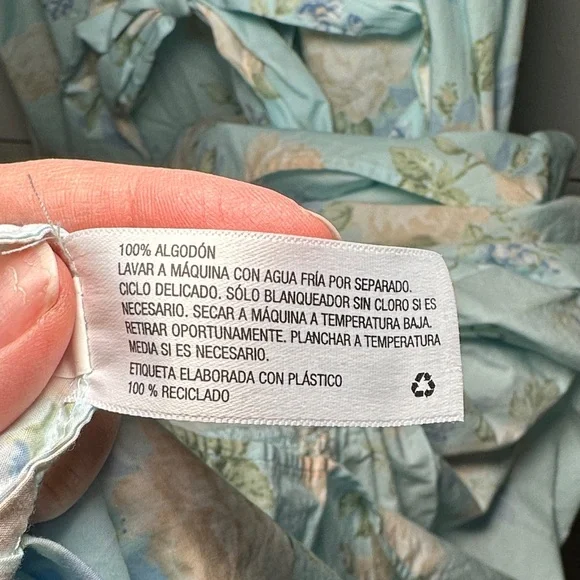 100% ALGODÓN
LAVAR A MÁQUINA CON AGUA FRÍA POR SEPARADO.
CICLO DELICADO. SÓLO BLANQUEADOR SIN CLORO SI ES
NECESARIO. SECAR A MÁQUINA A TEMPERATURA BAJA.
RETIRAR OPORTUNAMENTE. PLANCHAR A TEMPERATURA
MEDIA SI ES NECESARIO.
ETIQUETA ELABORADA CON PLÁSTICO
100 % RECICLADO